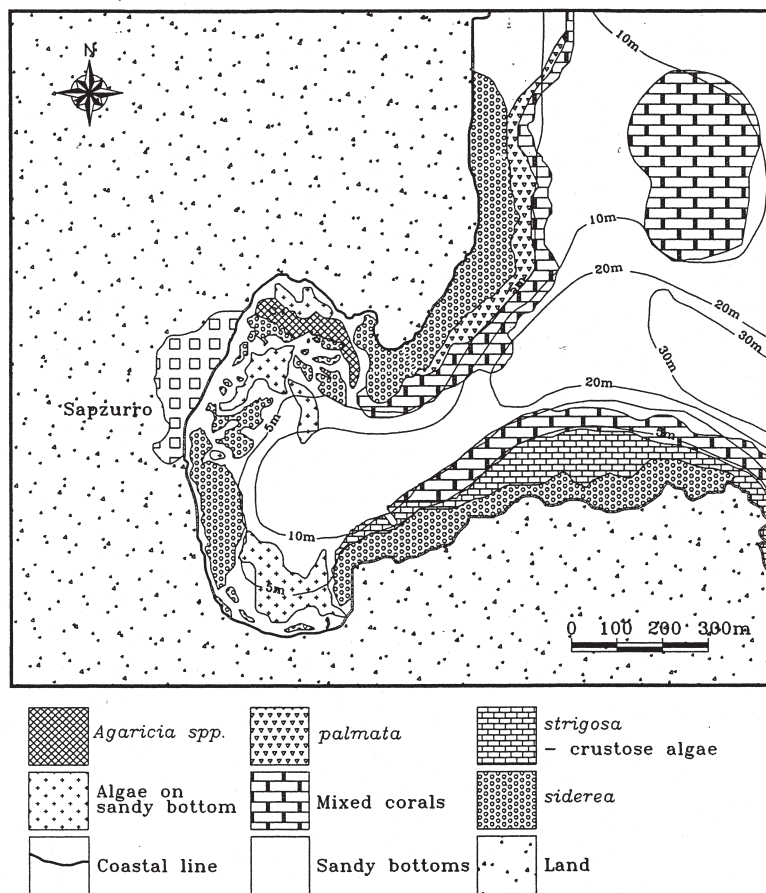 N
10m
10m
20m
20m
30m
30m
Sapzurro
20m
5m
5m
10m
5m
0 100 200 300m
Agaricia spp.
palmata
strigosa
– crustose algae
Algae on
sandy bottom
Mixed corals
siderea
Coastal line
Sandy bottoms
Land